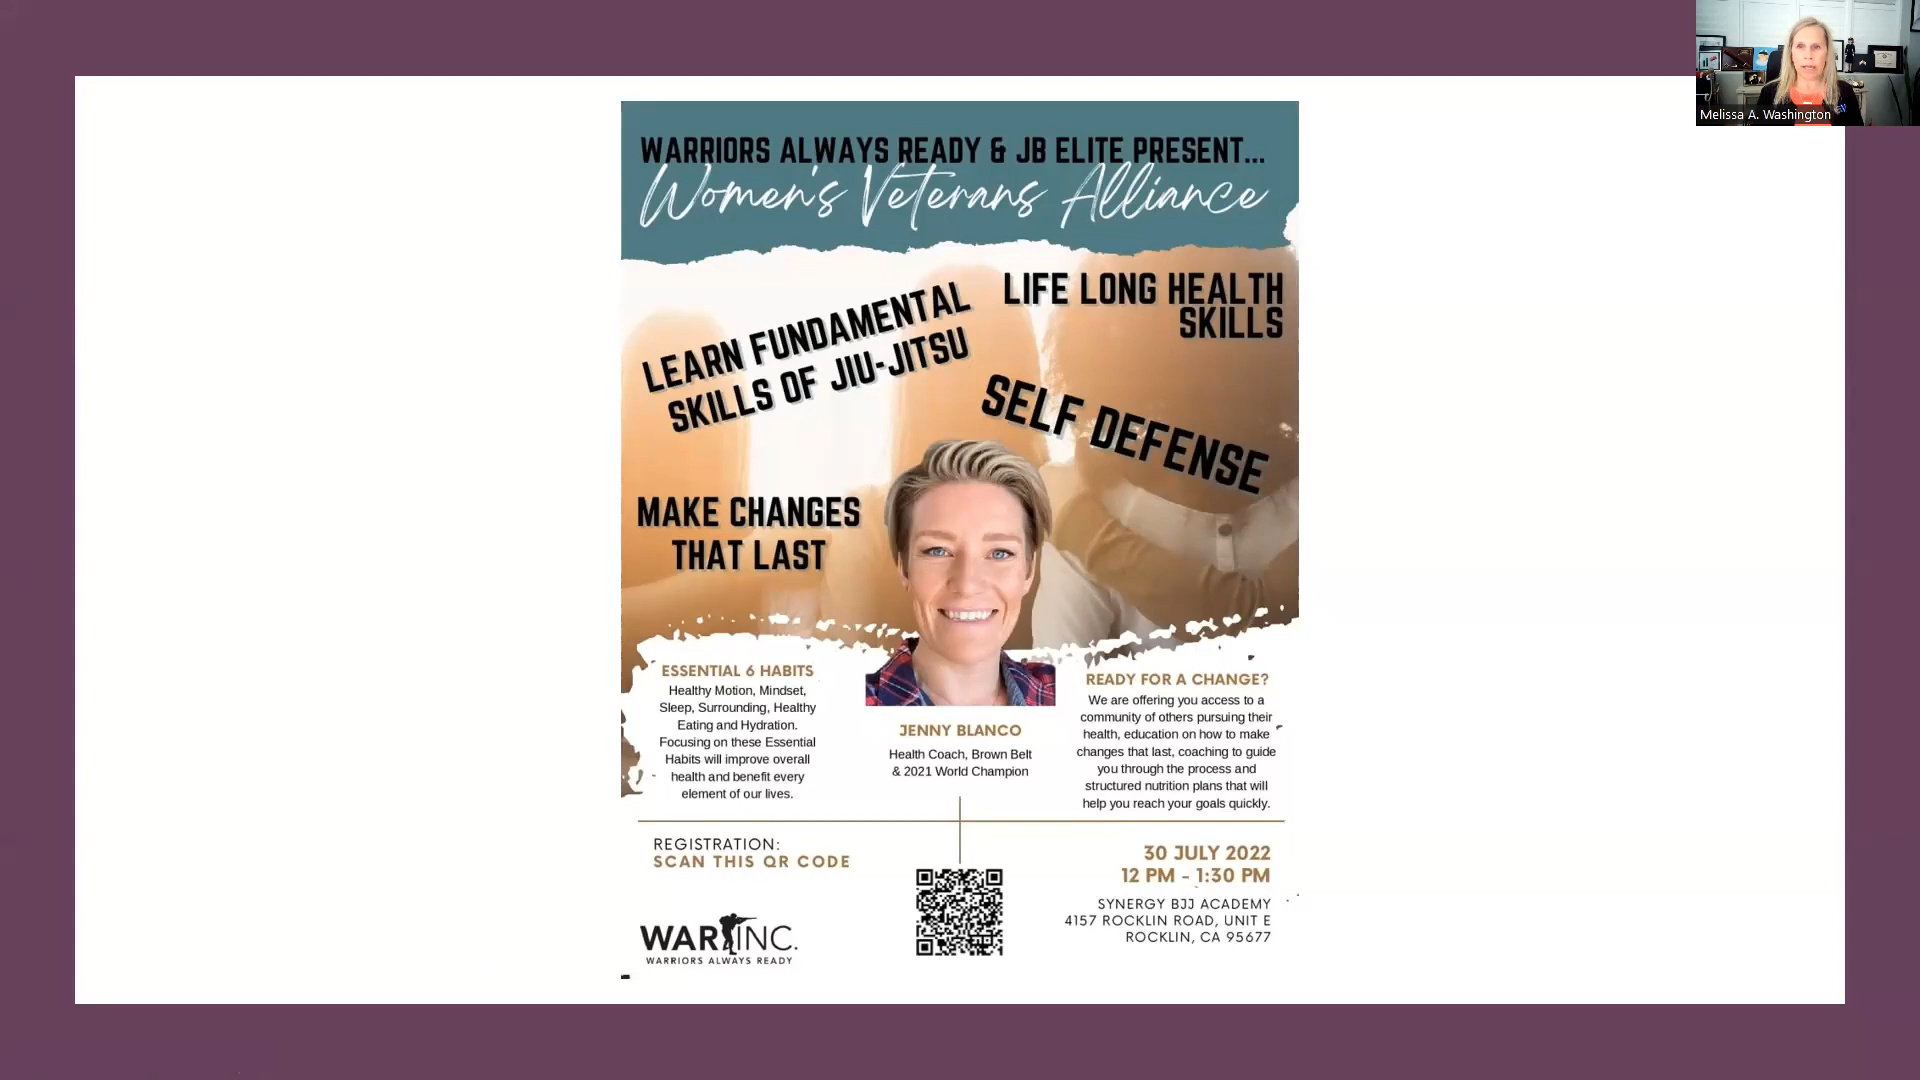 Melissa A. Washington
WARRIORS ALWAYS READY & JB ELITE PRESENT...
Women's Veterans Alliance
LIFE LONG HEALTH
SKILLS
LEARN FUNDAMENTAL
SKILLS OF JIU-JITSU
SELF DEFENSE
MAKE CHANGES
THAT LAST
ESSENTIAL 6 HABITS
Healthy Motion, Mindset,
Sleep, Surrounding, Healthy
Eating and Hydration.
Focusing on these Essential
Habits will improve overall
health and benefit every
element of our lives.
JENNY BLANCO
Health Coach, Brown Belt
& 2021 World Champion
READY FOR A CHANGE?
We are offering you access to a
community of others pursuing their
health, education on how to make
changes that last, coaching to guide
you through the process and
structured nutrition plans that will
help you reach your goals quickly.
REGISTRATION:
SCAN THIS QR CODE
WAR INC.
WARRIORS ALWAYS READY
30 JULY 2022
12 PM - 1:30 PM
SYNERGY BJJ ACADEMY
4157 ROCKLIN ROAD, UNIT E
ROCKLIN, CA 95677